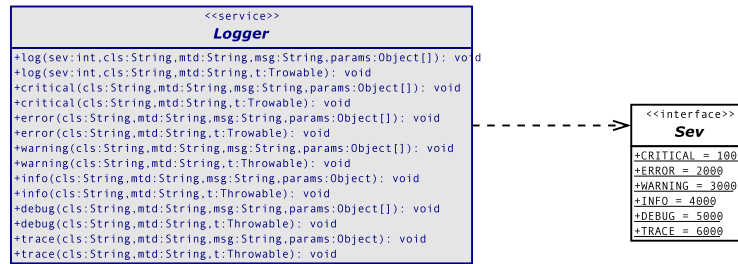 <<service>>
Logger
+log(sev:int,cls:String,mtd:String,msg:String,params:Object[]): void
+log(sev:int,cls:String,mtd:String,t:Trowable): void
+critical(cls:String,mtd:String,msg:String,params:Object[]): void
+critical(cls:String,mtd:String,t:Trowable): void
+error(cls:String,mtd:String,msg:String,params:Object[]): void
+error(cls:String,mtd:String,t:Trowable): void
+warning(cls:String,mtd:String,msg:String,params:Object[]): void
+warning(cls:String,mtd:String,t:Throwable): void
+info(cls:String,mtd:String,msg:String,params:Object): void
+info(cls:String,mtd:String,t:Throwable): void
+debug(cls:String,mtd:String,msg:String,params:Object[]): void
+debug(cls:String,mtd:String,t:Throwable): void
+trace(cls:String,mtd:String,msg:String,params:Object): void
+trace(cls:String,mtd:String,t:Throwable): void
<<interface>>
Sev
+CRITICAL = 100
+ERROR = 2000
+WARNING = 3000
+INFO = 4000
+DEBUG = 5000
+TRACE = 6000